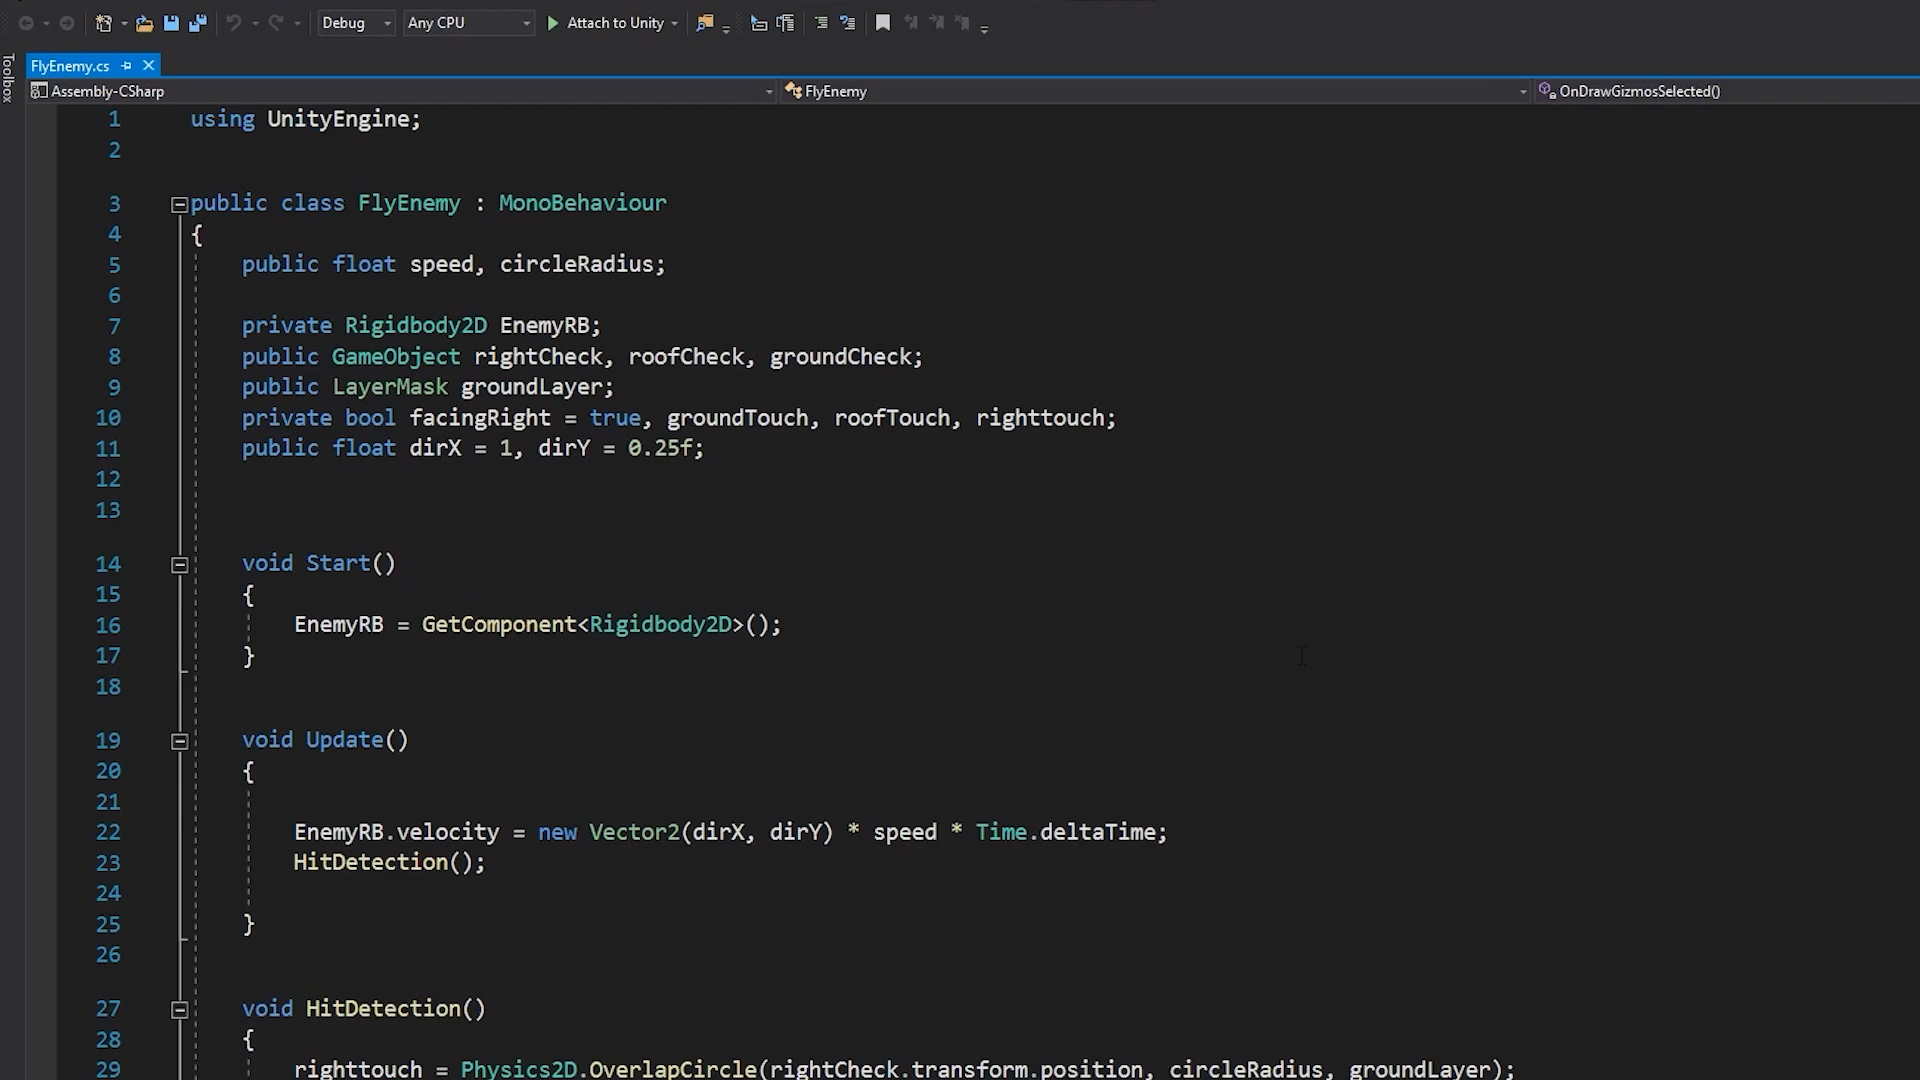 Debug Any CPU Attach to Unity
Toolbox
FlyEnemy.cs
Assembly-CSharp FlyEnemy OnDrawGizmosSelected()
1 using UnityEngine;
2
3 public class FlyEnemy : MonoBehaviour
4 {
5 public float speed, circleRadius;
6
7 private Rigidbody2D EnemyRB;
8 public GameObject rightCheck, roofCheck, groundCheck;
9 public LayerMask groundLayer;
10 private bool facingRight = true, groundTouch, roofTouch, righttouch;
11 public float dirX = 1, dirY = 0.25f;
12
13
14 void Start()
15 {
16 EnemyRB = GetComponent<Rigidbody2D>();
17 }
18
19 void Update()
20 {
21
22 EnemyRB.velocity = new Vector2(dirX, dirY) * speed * Time.deltaTime;
23 HitDetection();
24
25 }
26
27 void HitDetection()
28 {
29 righttouch = Physics2D.OverlapCircle(rightCheck.transform.position, circleRadius, groundLayer);